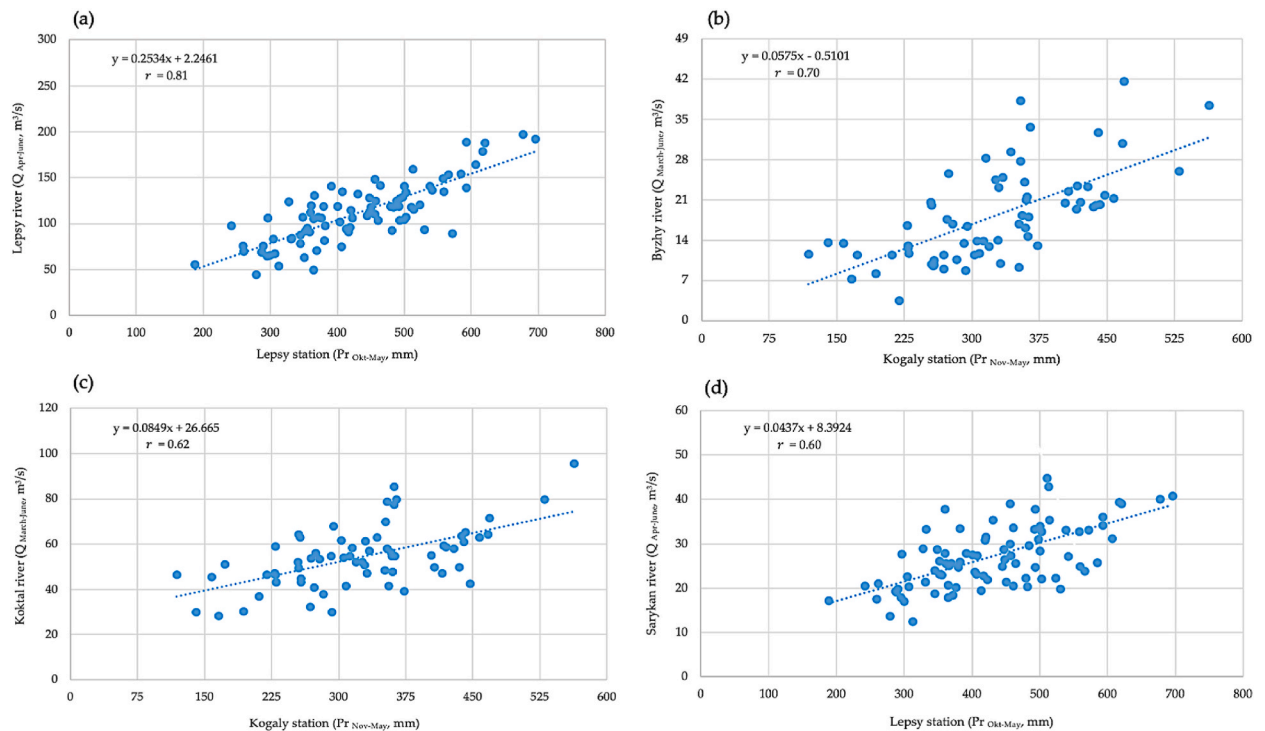 (a)
y = 0.2534x + 2.2461
r = 0.81
300
250
200
150
100
50
0
0 100 200 300 400 500 600 700 800
Lepsy river (Q Apr-June, m³/s)
Lepsy station (Pr Okt-May, mm)
(b)
y = 0.0575x - 0.5101
r = 0.70
49
42
35
28
21
14
7
0
0 75 150 225 300 375 450 525 600
Byzhy river (Q March-June, m³/s)
Kogaly station (Pr Nov-May, mm)
(c)
y = 0.0849x + 26.665
r = 0.62
120
100
80
60
40
20
0
0 75 150 225 300 375 450 525 600
Koktal river (Q March-June, m³/s)
Kogaly station (Pr Nov-May, mm)
(d)
y = 0.0437x + 8.3924
r = 0.60
60
50
40
30
20
10
0
0 100 200 300 400 500 600 700 800
Sarykan river (Q Apr-June, m³/s)
Lepsy station (Pr Okt-May, mm)